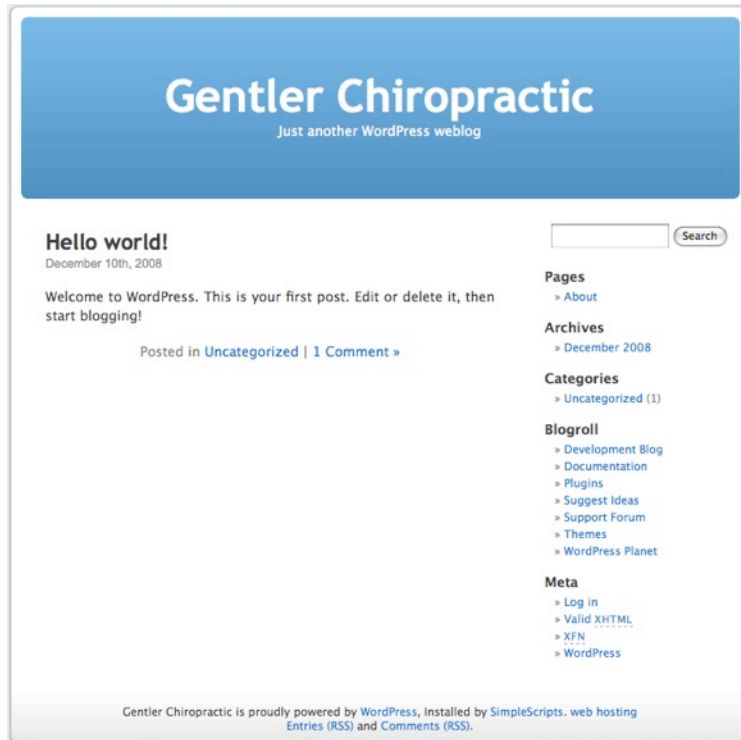 Gentler Chiropractic
Just another WordPress weblog
Hello world!
December 10th, 2008
Welcome to WordPress. This is your first post. Edit or delete it, then
start blogging!
Posted in Uncategorized | 1 Comment »
Search
Pages
» About
Archives
» December 2008
Categories
» Uncategorized (1)
Blogroll
» Development Blog
» Documentation
» Plugins
» Suggest Ideas
» Support Forum
» Themes
» WordPress Planet
Meta
» Log in
» Valid XHTML
» XFN
» WordPress
Gentler Chiropractic is proudly powered by WordPress, Installed by SimpleScripts. web hosting
Entries (RSS) and Comments (RSS).